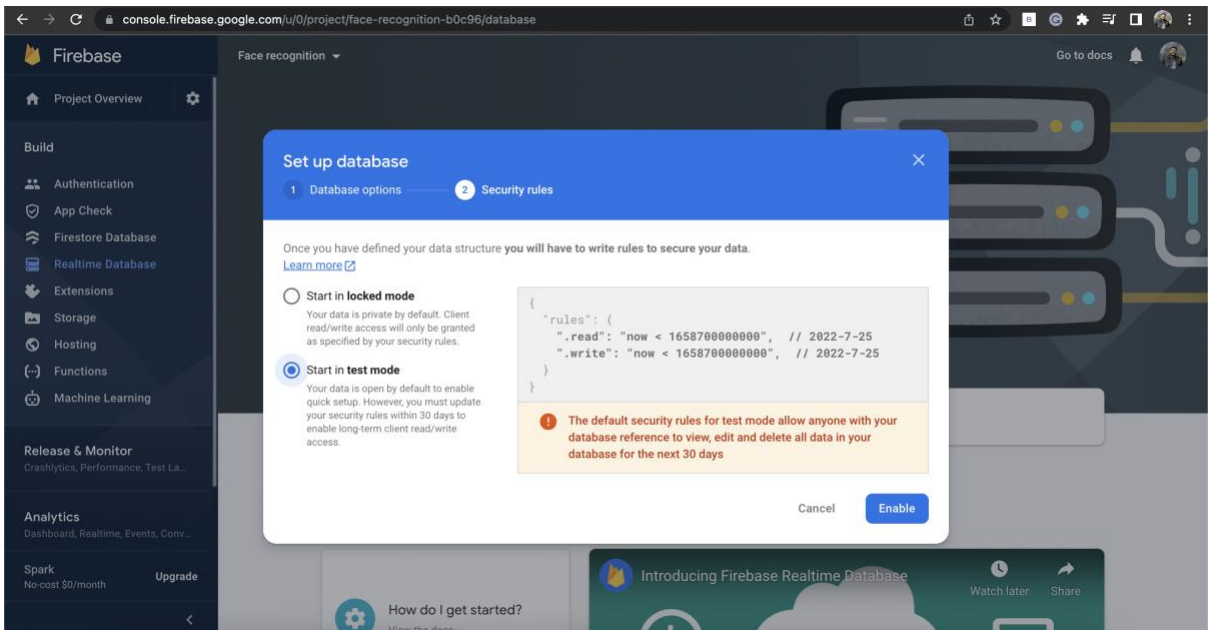 console.firebase.google.com/u/0/project/face-recognition-b0c96/database
Firebase
Face recognition
Go to docs
Project Overview
Build
Authentication
App Check
Firestore Database
Realtime Database
Extensions
Storage
Hosting
Functions
Machine Learning
Release & Monitor
Crashlytics, Performance, Test La...
Analytics
Dashboard, Realtime, Events, Conv...
Spark
No-cost $0/month
Upgrade
Set up database
1 Database options
2 Security rules
Once you have defined your data structure you will have to write rules to secure your data.
Learn more
Start in locked mode
Your data is private by default. Client
read/write access will only be granted
as specified by your security rules.
Start in test mode
Your data is open by default to enable
quick setup. However, you must update
your security rules within 30 days to
enable long-term client read/write
access.
{
"rules": {
".read": "now < 1658700000000", // 2022-7-25
".write": "now < 1658700000000", // 2022-7-25
}
}
The default security rules for test mode allow anyone with your
database reference to view, edit and delete all data in your
database for the next 30 days
Cancel
Enable
How do I get started?
View the docs
Introducing Firebase Realtime Database
Watch later
Share